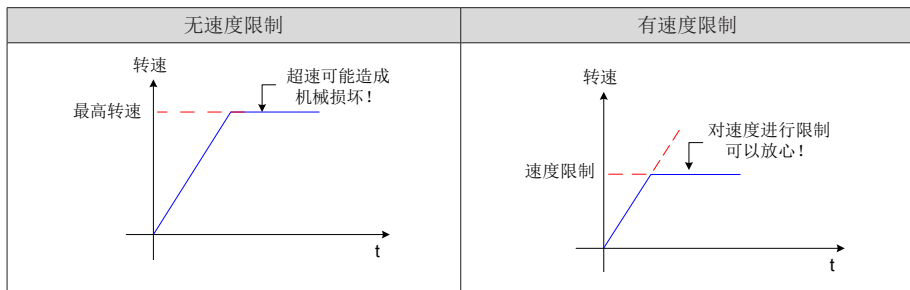 无速度限制
有速度限制
转速
超速可能造成
机械损坏！
最高转速
t
转速
对速度进行限制
可以放心！
速度限制
t